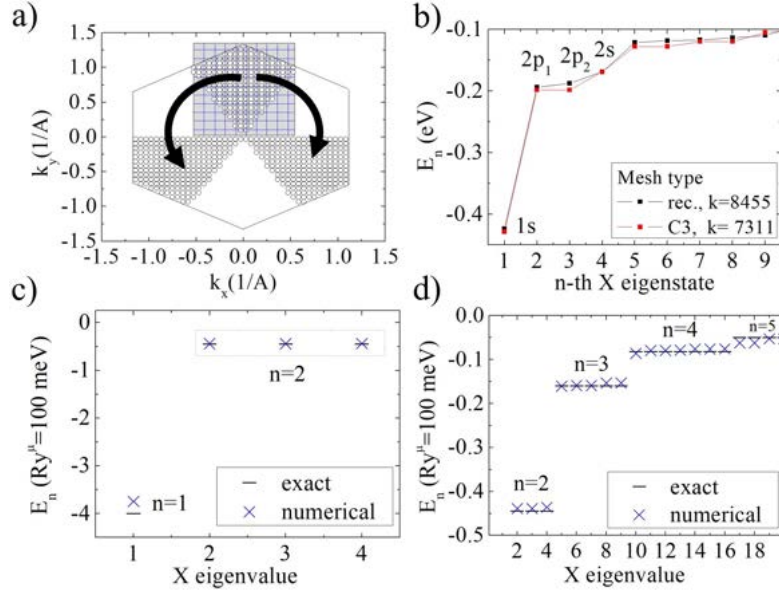 a)
1.5
1.0
0.5
0.0
-0.5
-1.0
-1.5
k_y(1/A)
-1.5 -1.0 -0.5 0.0 0.5 1.0 1.5
k_x(1/A)
b)
-0.1
-0.2
-0.3
-0.4
E_n (eV)
1s
2p_1
2p_2
2s
Mesh type
rec., k=8455
C3, k= 7311
1 2 3 4 5 6 7 8 9
n-th X eigenstate
c)
0
-1
-2
-3
-4
E_n (Ry^μ=100 meV)
n=1
n=2
exact
numerical
1 2 3 4
X eigenvalue
d)
0.0
-0.1
-0.2
-0.3
-0.4
-0.5
E_n (Ry^μ=100 meV)
n=2
n=3
n=4
n=5
exact
numerical
2 4 6 8 10 12 14 16 18
X eigenvalue